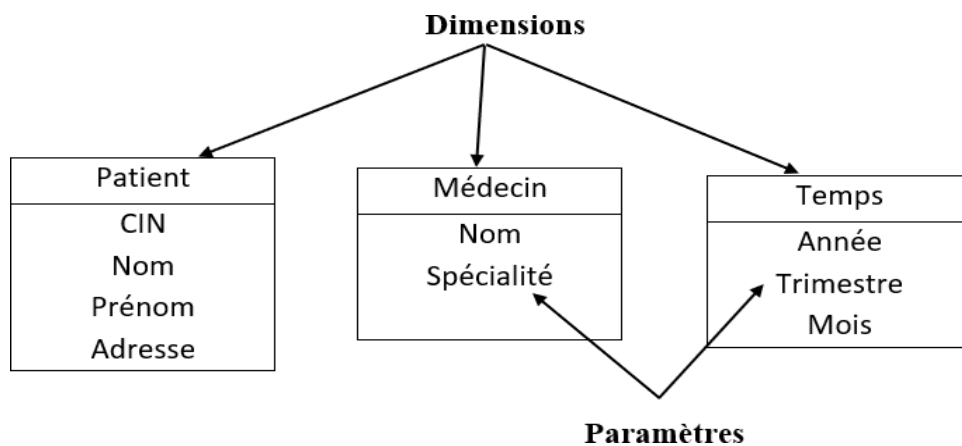 Dimensions
Patient
CIN
Nom
Prénom
Adresse
Médecin
Nom
Spécialité
Temps
Année
Trimestre
Mois
Paramètres